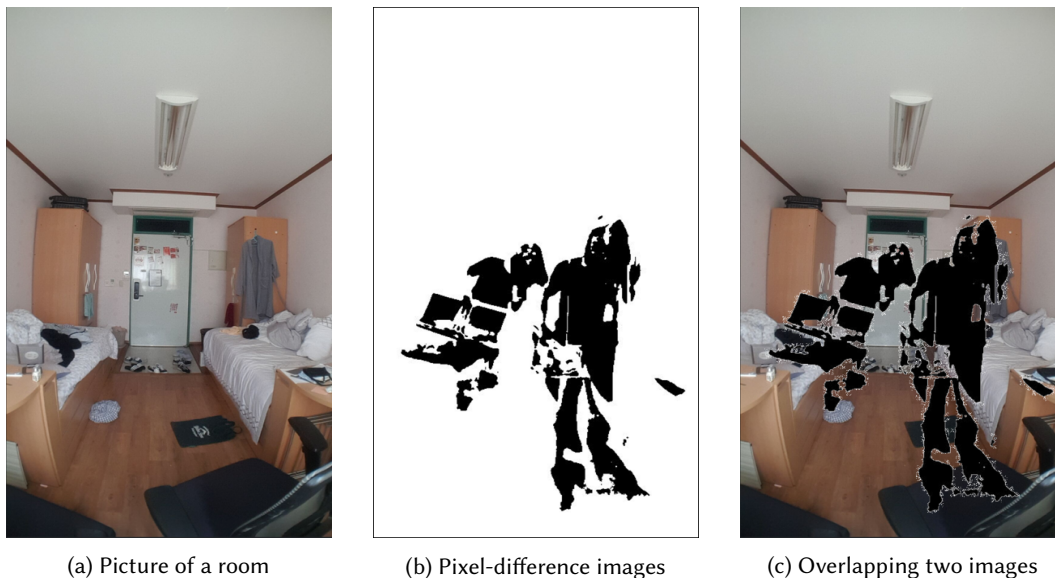 (a) Picture of a room
(b) Pixel-difference images
(c) Overlapping two images